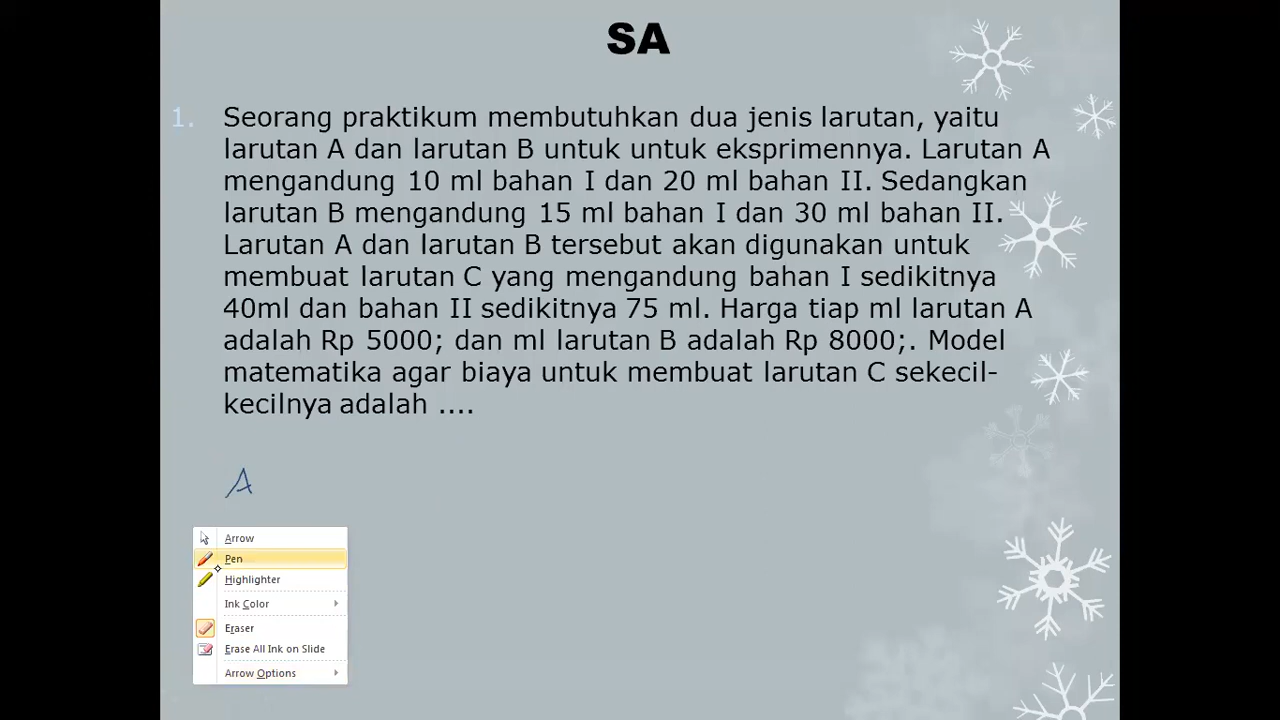 SA
1. Seorang praktikum membutuhkan dua jenis larutan, yaitu
larutan A dan larutan B untuk untuk eksprimennya. Larutan A
mengandung 10 ml bahan I dan 20 ml bahan II. Sedangkan
larutan B mengandung 15 ml bahan I dan 30 ml bahan II.
Larutan A dan larutan B tersebut akan digunakan untuk
membuat larutan C yang mengandung bahan I sedikitnya
40ml dan bahan II sedikitnya 75 ml. Harga tiap ml larutan A
adalah Rp 5000; dan ml larutan B adalah Rp 8000;. Model
matematika agar biaya untuk membuat larutan C sekecil-
kecilnya adalah ....
A
Arrow
Pen
Highlighter
Ink Color
Eraser
Erase All Ink on Slide
Arrow Options